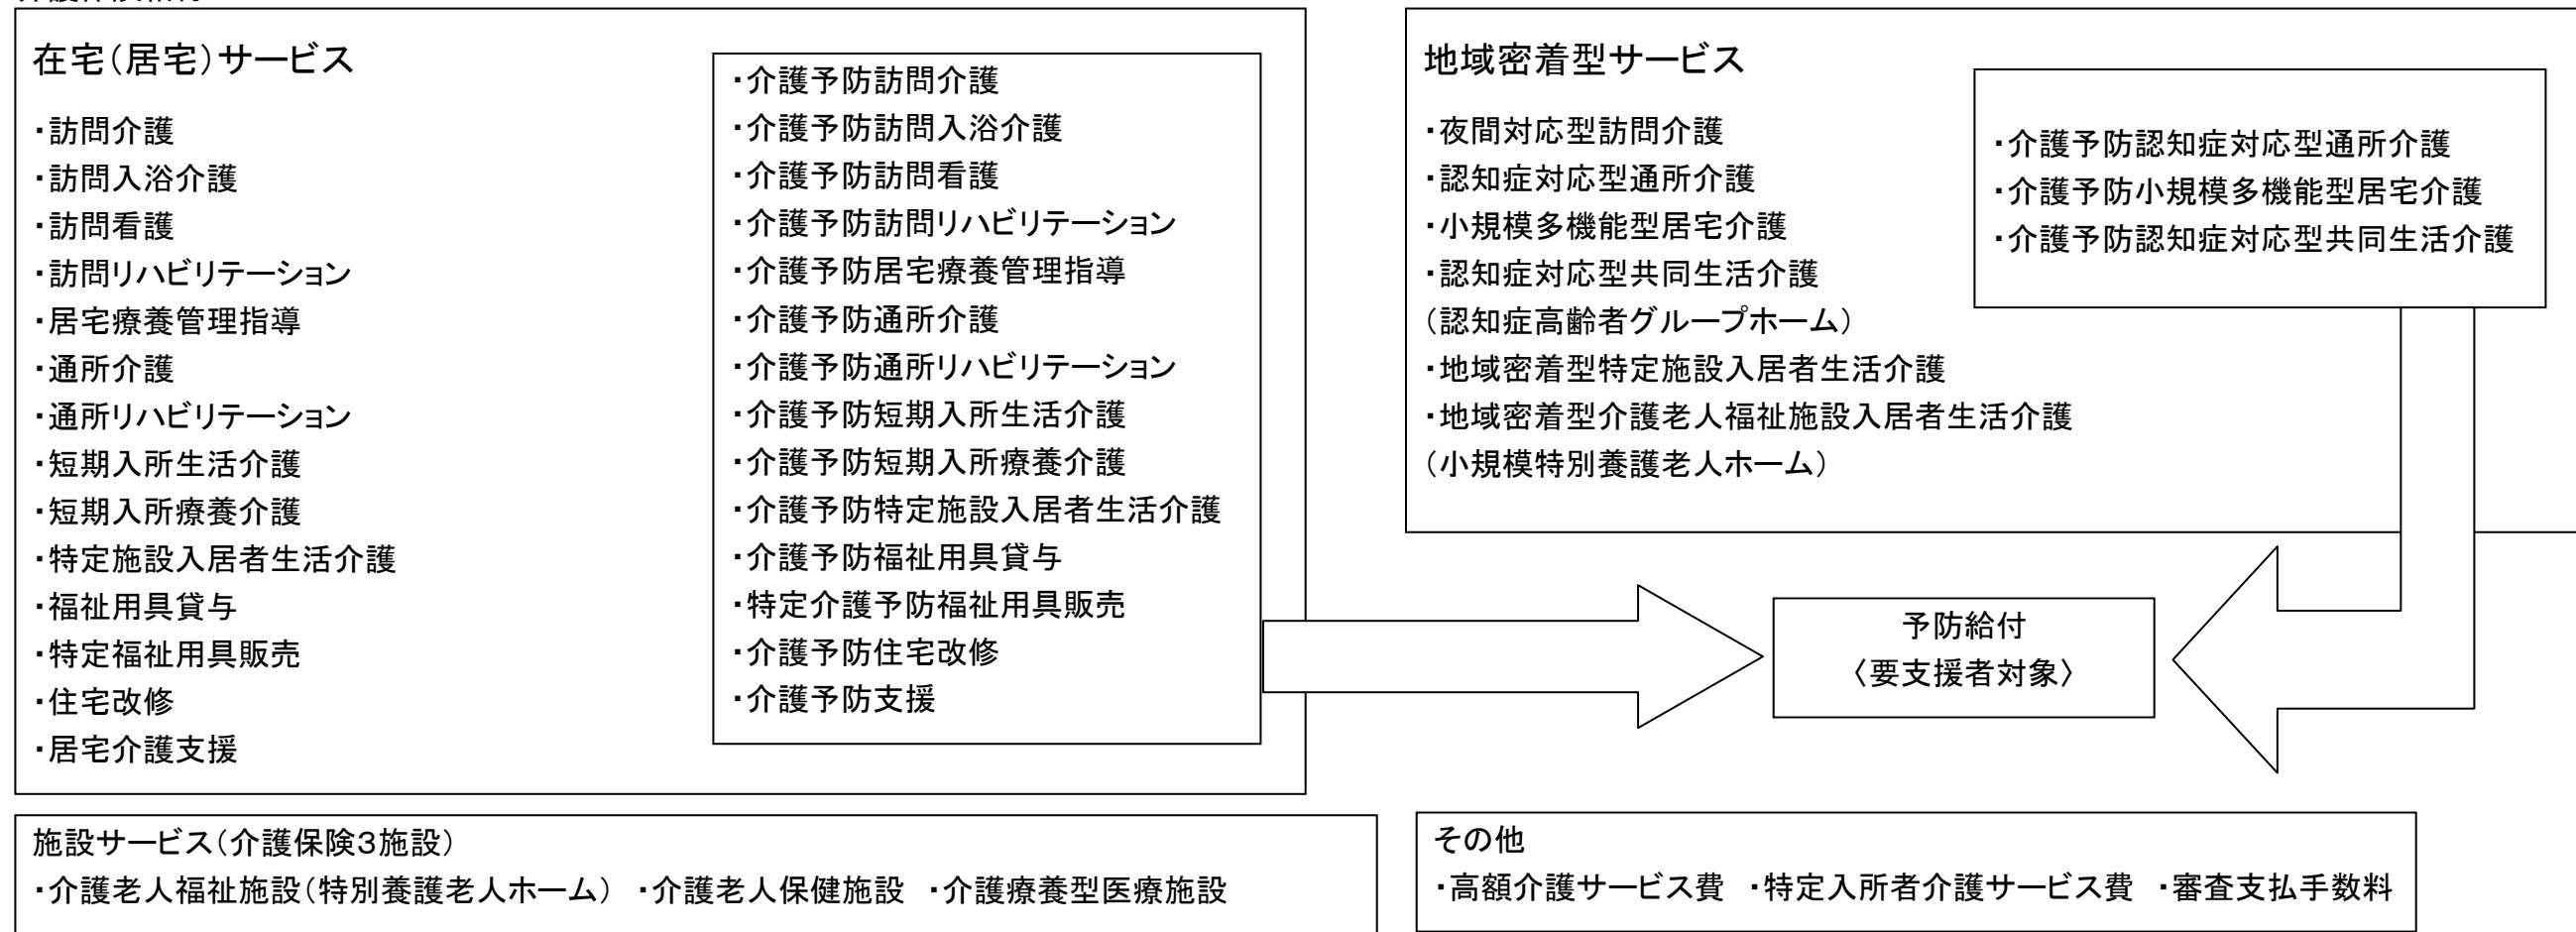 在宅(居宅)サービス
・訪問介護
・訪問入浴介護
・訪問看護
・訪問リハビリテーション
・居宅療養管理指導
・通所介護
・通所リハビリテーション
・短期入所生活介護
・短期入所療養介護
・特定施設入居者生活介護
・福祉用具貸与
・特定福祉用具販売
・住宅改修
・居宅介護支援
・介護予防訪問介護
・介護予防訪問入浴介護
・介護予防訪問看護
・介護予防訪問リハビリテーション
・介護予防居宅療養管理指導
・介護予防通所介護
・介護予防通所リハビリテーション
・介護予防短期入所生活介護
・介護予防短期入所療養介護
・介護予防特定施設入居者生活介護
・介護予防福祉用具貸与
・特定介護予防福祉用具販売
・介護予防住宅改修
・介護予防支援
地域密着型サービス
・夜間対応型訪問介護
・認知症対応型通所介護
・小規模多機能型居宅介護
・認知症対応型共同生活介護
(認知症高齢者グループホーム)
・地域密着型特定施設入居者生活介護
・地域密着型介護老人福祉施設入居者生活介護
(小規模特別養護老人ホーム)
・介護予防認知症対応型通所介護
・介護予防小規模多機能型居宅介護
・介護予防認知症対応型共同生活介護
予防給付
〈要支援者対象〉
施設サービス(介護保険3施設)
・介護老人福祉施設(特別養護老人ホーム) ・介護老人保健施設 ・介護療養型医療施設
その他
・高額介護サービス費 ・特定入所者介護サービス費 ・審査支払手数料